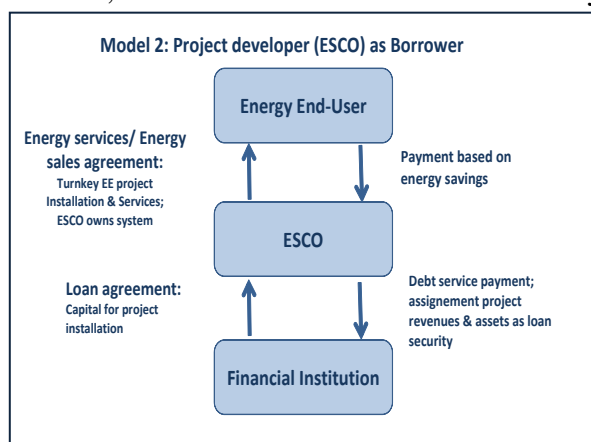 Model 2: Project developer (ESCO) as Borrower
Energy End-User
Energy services/ Energy
sales agreement:
Turnkey EE project
Installation & Services;
ESCO owns system
Payment based on
energy savings
ESCO
Loan agreement:
Capital for project
installation
Debt service payment;
assignement project
revenues & assets as loan
security
Financial Institution